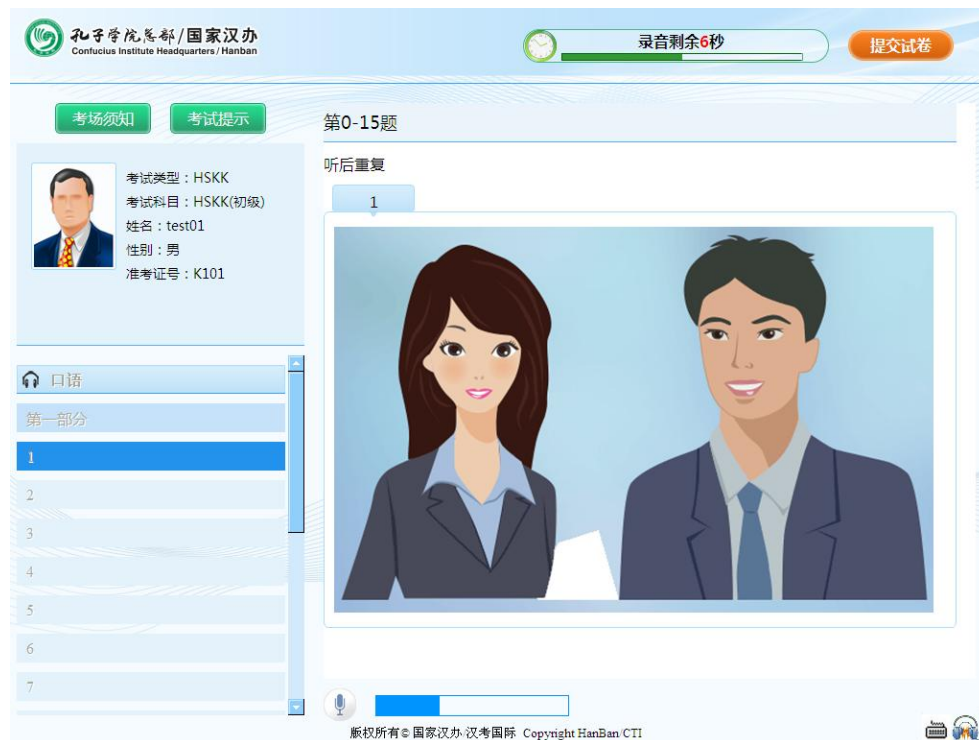 孔子学院总部/国家汉办
Confucius Institute Headquarters/Hanban
录音剩余6秒
提交试卷
考场须知
考试提示
考试类型：HSKK
考试科目：HSKK(初级)
姓名：test01
性别：男
准考证号：K101
口语
第一部分
1
2
3
4
5
6
7
第0-15题
听后重复
1
版权所有©国家汉办·汉考国际 Copyright HanBan/CTI